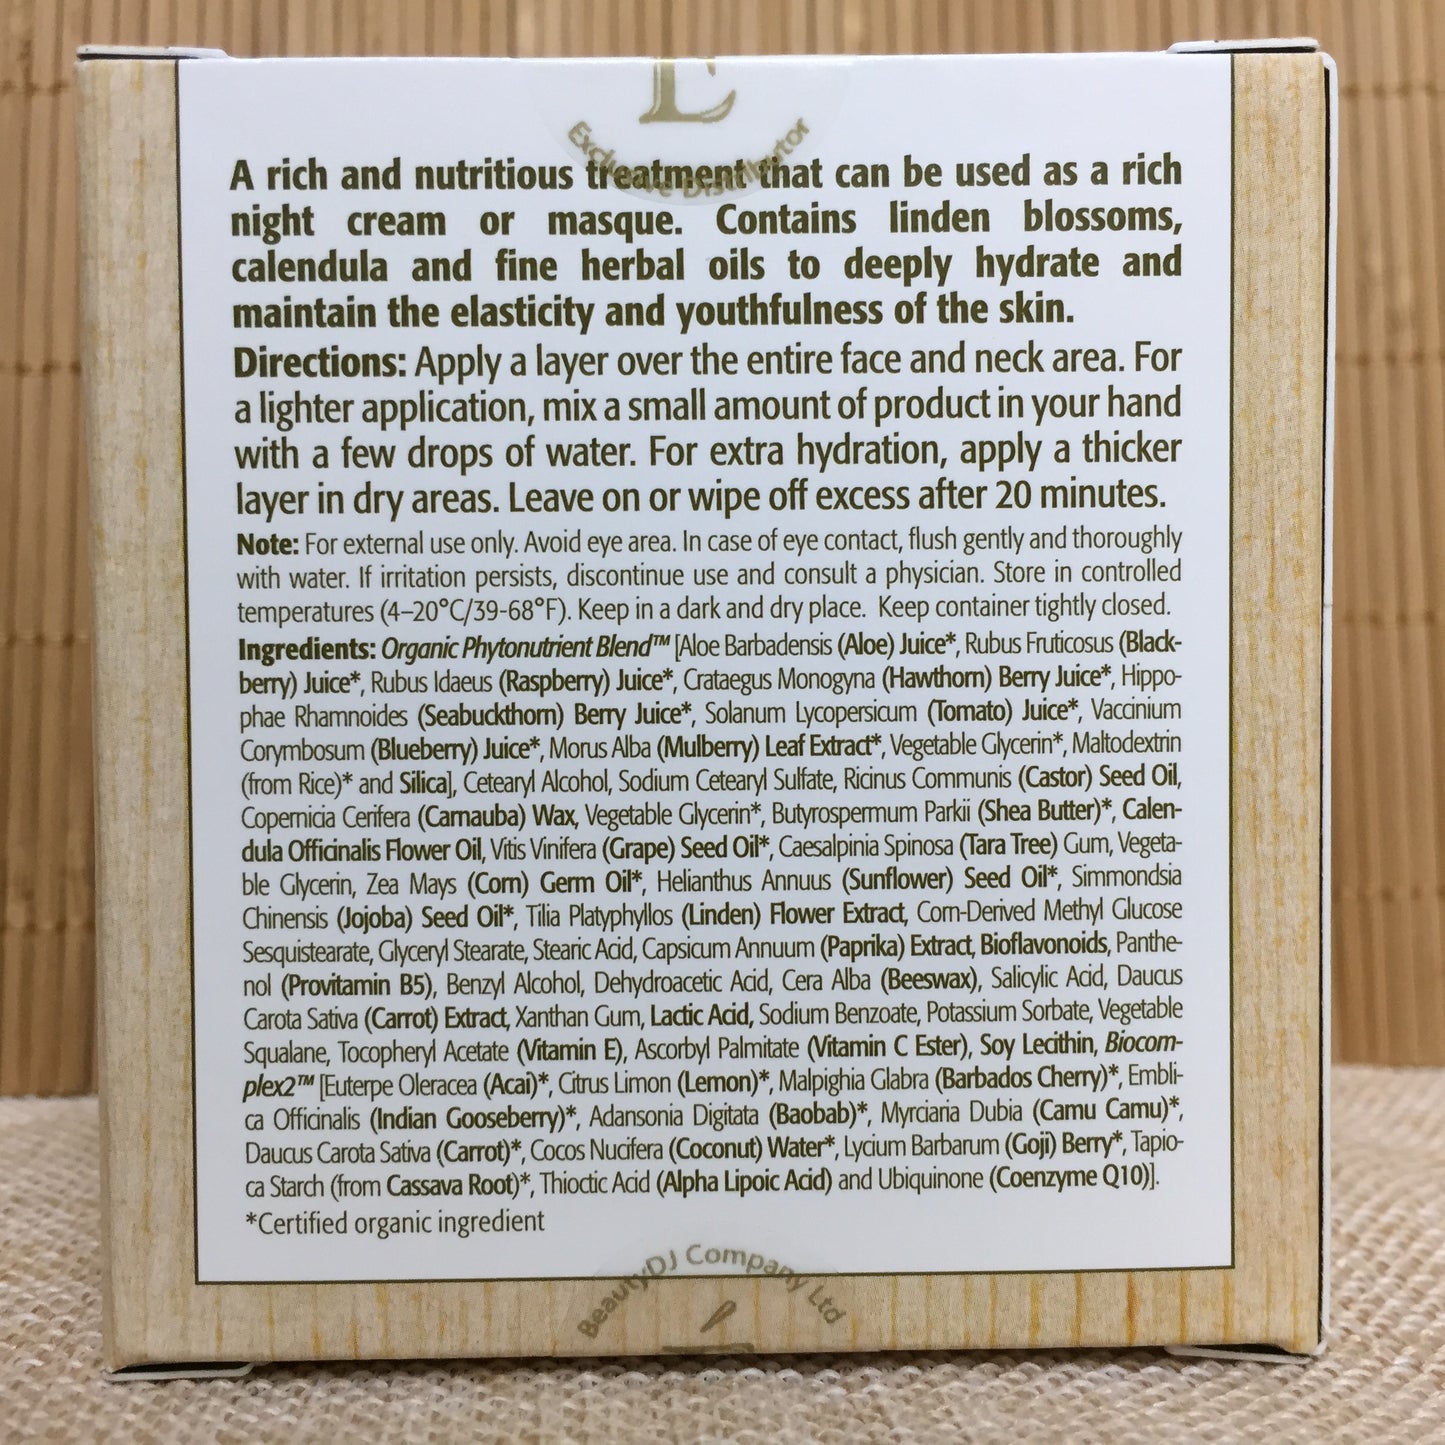 E
Exclusive Distributor
A rich and nutritious treatment that can be used as a rich
night cream or masque. Contains linden blossoms,
calendula and fine herbal oils to deeply hydrate and
maintain the elasticity and youthfulness of the skin.
Directions: Apply a layer over the entire face and neck area. For
a lighter application, mix a small amount of product in your hand
with a few drops of water. For extra hydration, apply a thicker
layer in dry areas. Leave on or wipe off excess after 20 minutes.
Note: For external use only. Avoid eye area. In case of eye contact, flush gently and thoroughly
with water. If irritation persists, discontinue use and consult a physician. Store in controlled
temperatures (4–20°C/39-68°F). Keep in a dark and dry place. Keep container tightly closed.
Ingredients: Organic Phytonutrient Blend™ [Aloe Barbadensis (Aloe) Juice*, Rubus Fruticosus (Black-
berry) Juice*, Rubus Idaeus (Raspberry) Juice*, Crataegus Monogyna (Hawthorn) Berry Juice*, Hippo-
phae Rhamnoides (Seabuckthorn) Berry Juice*, Solanum Lycopersicum (Tomato) Juice*, Vaccinium
Corymbosum (Blueberry) Juice*, Morus Alba (Mulberry) Leaf Extract*, Vegetable Glycerin*, Maltodextrin
(from Rice)* and Silica], Cetearyl Alcohol, Sodium Cetearyl Sulfate, Ricinus Communis (Castor) Seed Oil,
Copernicia Cerifera (Carnauba) Wax, Vegetable Glycerin*, Butyrospermum Parkii (Shea Butter)*, Calen-
dula Officinalis Flower Oil, Vitis Vinifera (Grape) Seed Oil*, Caesalpinia Spinosa (Tara Tree) Gum, Vegeta-
ble Glycerin, Zea Mays (Corn) Germ Oil*, Helianthus Annuus (Sunflower) Seed Oil*, Simmondsia
Chinensis (Jojoba) Seed Oil*, Tilia Platyphyllos (Linden) Flower Extract, Corn-Derived Methyl Glucose
Sesquistearate, Glyceryl Stearate, Stearic Acid, Capsicum Annuum (Paprika) Extract, Bioflavonoids, Panthe-
nol (Provitamin B5), Benzyl Alcohol, Dehydroacetic Acid, Cera Alba (Beeswax), Salicylic Acid, Daucus
Carota Sativa (Carrot) Extract, Xanthan Gum, Lactic Acid, Sodium Benzoate, Potassium Sorbate, Vegetable
Squalane, Tocopheryl Acetate (Vitamin E), Ascorbyl Palmitate (Vitamin C Ester), Soy Lecithin, Biocom-
plex2™ [Euterpe Oleracea (Acai)*, Citrus Limon (Lemon)*, Malpighia Glabra (Barbados Cherry)*, Embli-
ca Officinalis (Indian Gooseberry)*, Adansonia Digitata (Baobab)*, Myrciaria Dubia (Camu Camu)*,
Daucus Carota Sativa (Carrot)*, Cocos Nucifera (Coconut) Water*, Lycium Barbarum (Goji) Berry*, Tapio-
ca Starch (from Cassava Root)*, Thioctic Acid (Alpha Lipoic Acid) and Ubiquinone (Coenzyme Q10)].
*Certified organic ingredient
BeautyDJ Company Ltd